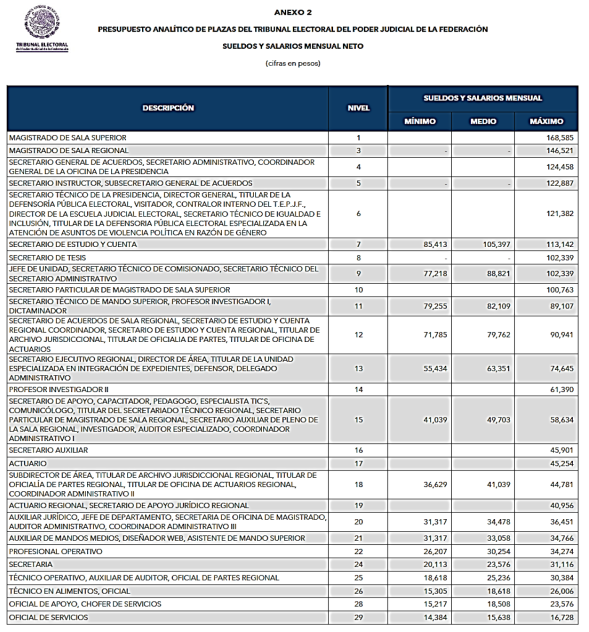 ANEXO 2
PRESUPUESTO ANALÍTICO DE PLAZAS DEL TRIBUNAL ELECTORAL DEL PODER JUDICIAL DE LA FEDERACIÓN
SUELDOS Y SALARIOS MENSUAL NETO
(cifras en pesos)
TRIBUNAL ELECTORAL
del Poder Judicial de la Federación
DESCRIPCIÓN NIVEL SUELDOS Y SALARIOS MENSUAL
MÍNIMO MEDIO MÁXIMO
MAGISTRADO DE SALA SUPERIOR 1 168,585
MAGISTRADO DE SALA REGIONAL 3 - - 146,521
SECRETARIO GENERAL DE ACUERDOS, SECRETARIO ADMINISTRATIVO, COORDINADOR
GENERAL DE LA OFICINA DE LA PRESIDENCIA 4 124,458
SECRETARIO INSTRUCTOR, SUBSECRETARIO GENERAL DE ACUERDOS 5 - - 122,887
SECRETARIO TÉCNICO DE LA PRESIDENCIA, DIRECTOR GENERAL, TITULAR DE LA
DEFENSORÍA PÚBLICA ELECTORAL, VISITADOR, CONTRALOR INTERNO DEL T.E.P.J.F.,
DIRECTOR DE LA ESCUELA JUDICIAL ELECTORAL, SECRETARIO TÉCNICO DE IGUALDAD E
INCLUSIÓN, TITULAR DE LA DEFENSORIA PUBLICA ELECTORAL ESPECIALIZADA EN LA
ATENCIÓN DE ASUNTOS DE VIOLENCIA POLÍTICA EN RAZÓN DE GÉNERO 6 121,382
SECRETARIO DE ESTUDIO Y CUENTA 7 85,413 105,397 113,142
SECRETARIO DE TESIS 8 - - 102,339
JEFE DE UNIDAD, SECRETARIO TÉCNICO DE COMISIONADO, SECRETARIO TÉCNICO DEL
SECRETARIO ADMINISTRATIVO 9 77,218 88,821 102,339
SECRETARIO PARTICULAR DE MAGISTRADO DE SALA SUPERIOR 10 100,763
SECRETARIO TÉCNICO DE MANDO SUPERIOR, PROFESOR INVESTIGADOR I,
DICTAMINADOR 11 79,255 82,109 89,107
SECRETARIO DE ACUERDOS DE SALA REGIONAL, SECRETARIO DE ESTUDIO Y CUENTA
REGIONAL COORDINADOR, SECRETARIO DE ESTUDIO Y CUENTA REGIONAL, TITULAR DE
ARCHIVO JURISDICCIONAL, TITULAR DE OFICIALIA DE PARTES, TITULAR DE OFICINA DE
ACTUARIOS 12 71,785 79,762 90,941
SECRETARIO EJECUTIVO REGIONAL, DIRECTOR DE ÁREA, TITULAR DE LA UNIDAD
ESPECIALIZADA EN INTEGRACIÓN DE EXPEDIENTES, DEFENSOR, DELEGADO
ADMINISTRATIVO 13 55,434 63,351 74,645
PROFESOR INVESTIGADOR II 14 61,390
SECRETARIO DE APOYO, CAPACITADOR, PEDAGOGO, ESPECIALISTA TIC'S,
COMUNICÓLOGO, TITULAR DEL SECRETARIADO TÉCNICO REGIONAL, SECRETARIO
PARTICULAR DE MAGISTRADO DE SALA REGIONAL, SECRETARIO AUXILIAR DE PLENO DE
LA SALA REGIONAL, INVESTIGADOR, AUDITOR ESPECIALIZADO, COORDINADOR
ADMINISTRATIVO I 15 41,039 49,703 58,634
SECRETARIO AUXILIAR 16 45,901
ACTUARIO 17 45,254
SUBDIRECTOR DE ÁREA, TITULAR DE ARCHIVO JURISDICCIONAL REGIONAL, TITULAR DE
OFICIALÍA DE PARTES REGIONAL, TITULAR DE OFICINA DE ACTUARIOS REGIONAL,
COORDINADOR ADMINISTRATIVO II 18 36,629 41,039 44,781
ACTUARIO REGIONAL, SECRETARIO DE APOYO JURÍDICO REGIONAL 19 40,956
AUXILIAR JURÍDICO, JEFE DE DEPARTAMENTO, SECRETARIA DE OFICINA DE MAGISTRADO,
AUDITOR ADMINISTRATIVO, COORDINADOR ADMINISTRATIVO III 20 31,317 34,478 36,451
AUXILIAR DE MANDOS MEDIOS, DISEÑADOR WEB, ASISTENTE DE MANDO SUPERIOR 21 31,317 33,058 34,766
PROFESIONAL OPERATIVO 22 26,207 30,254 34,274
SECRETARIA 24 20,113 23,576 31,116
TÉCNICO OPERATIVO, AUXILIAR DE AUDITOR, OFICIAL DE PARTES REGIONAL 25 18,618 25,236 30,384
TÉCNICO EN ALIMENTOS, OFICIAL 26 15,305 18,618 26,006
OFICIAL DE APOYO, CHOFER DE SERVICIOS 28 15,217 18,508 23,576
OFICIAL DE SERVICIOS 29 14,384 15,638 16,728